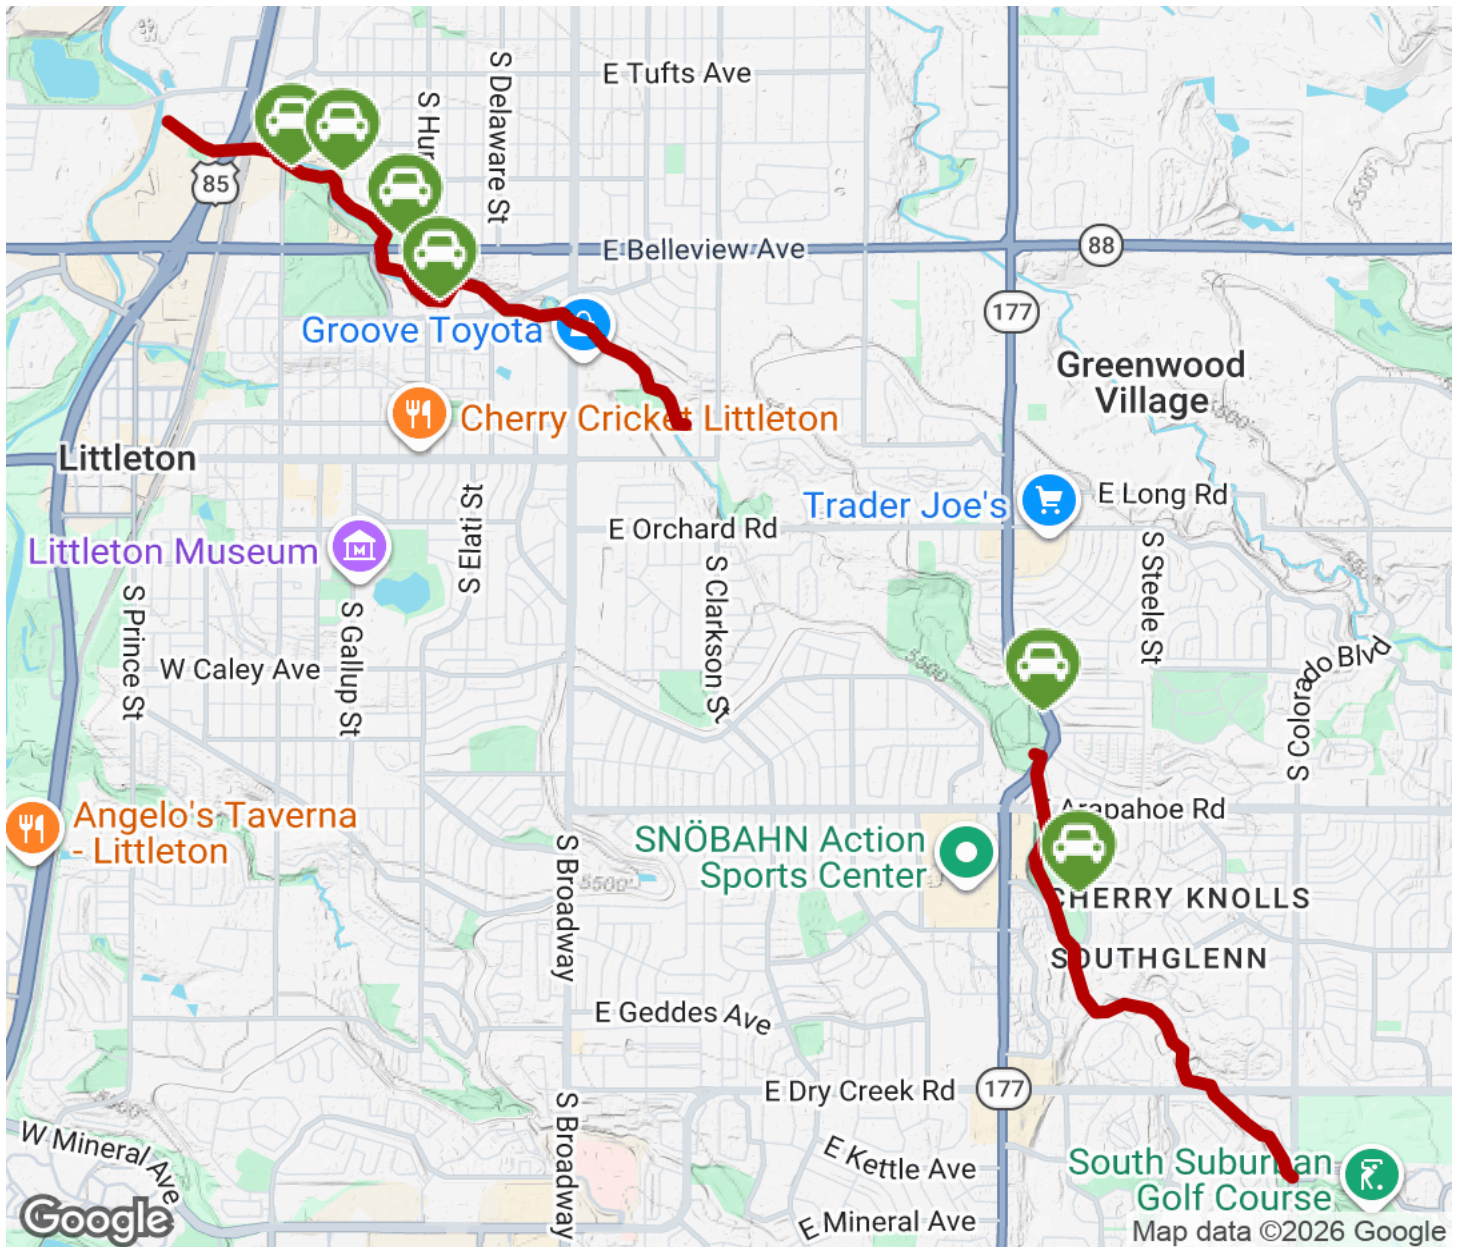 E Tufts Ave
S Delaware St
S Hur
85
E Belleview Ave
88
177
Groove Toyota
Greenwood
Village
Cherry Cricket Littleton
Littleton
Trader Joe's
E Long Rd
S Elati St
E Orchard Rd
Littleton Museum
S Steele St
S Clarkson St
S Prince St
S Gallup St
W Caley Ave
5500
5500
S Colorado Blvd
Arapahoe Rd
Angelo's Taverna
- Littleton
SNÖBAHN Action
Sports Center
S Broadway
5500
CHERRY KNOLLS
SOUTHGLENN
E Geddes Ave
E Dry Creek Rd
177
S Broadway
W Mineral Ave
E Kettle Ave
South Suburban
Golf Course
E Mineral Ave
Google
Map data ©2026 Google